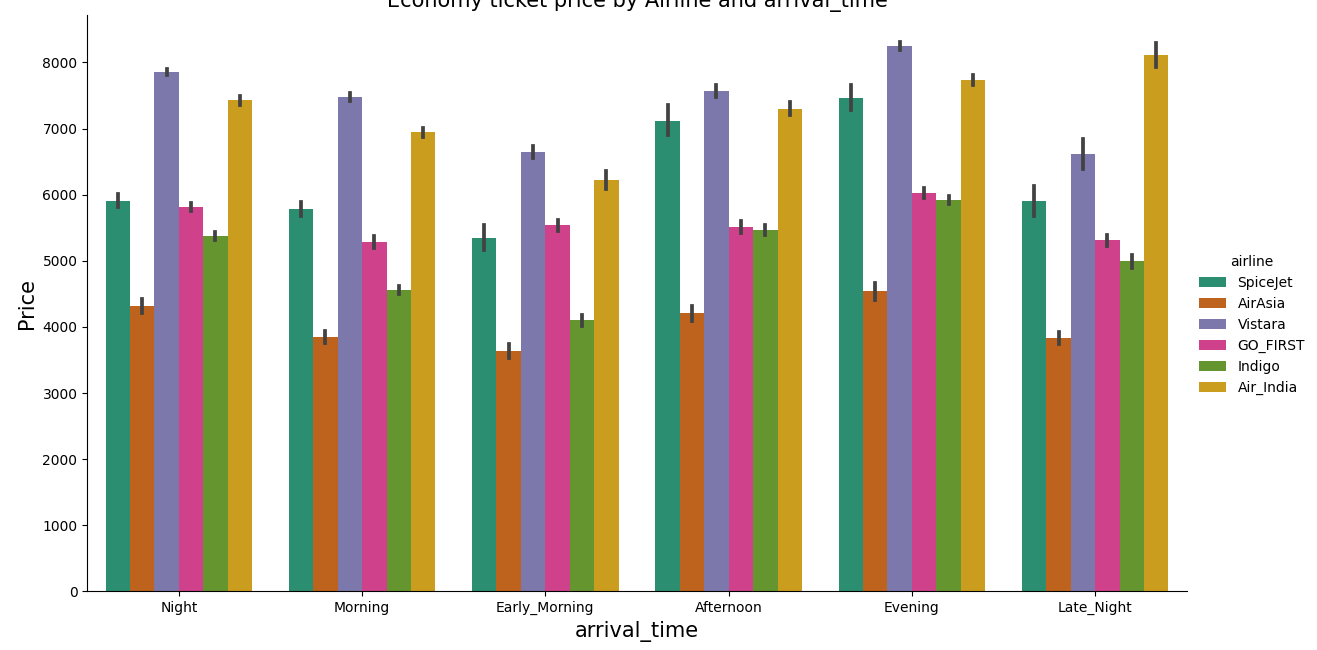 Economy ticket price by Airline and arrival_time
8000
7000
6000
5000
4000
3000
2000
1000
0
Price
Night Morning Early_Morning Afternoon Evening Late_Night
arrival_time
airline
SpiceJet
AirAsia
Vistara
GO_FIRST
Indigo
Air_India